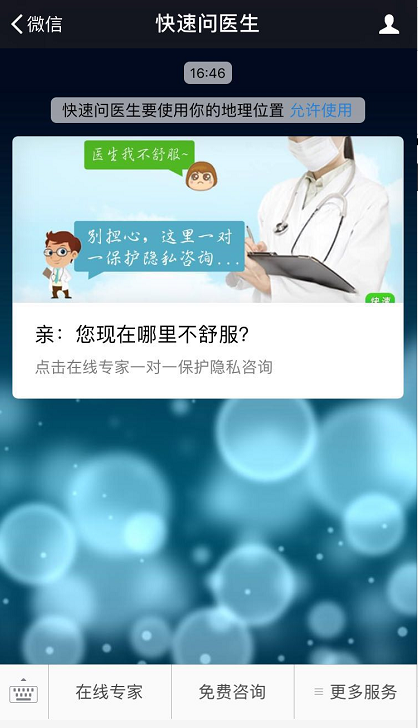 微信
快速问医生
16:46
快速问医生要使用你的地理位置 允许使用
医生我不舒服~
别担心，这里一对
一保护隐私咨询...
快速
亲：您现在哪里不舒服?
点击在线专家一对一保护隐私咨询
在线专家
免费咨询
更多服务